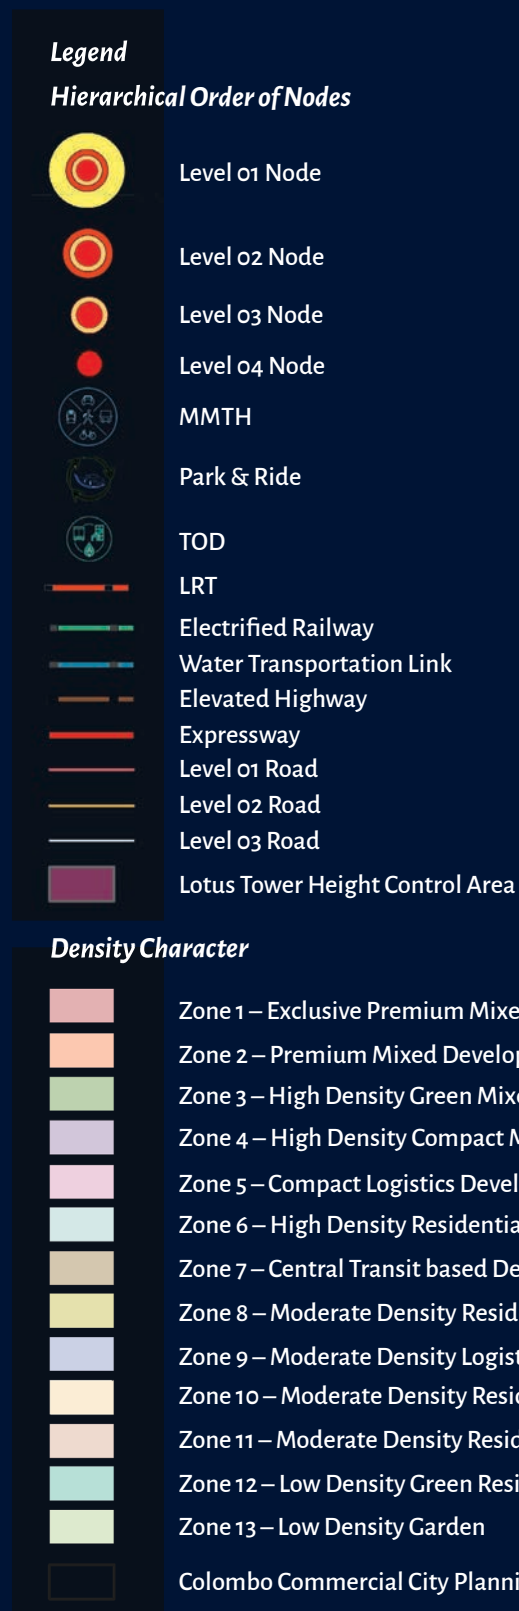 Legend
Hierarchical Order of Nodes
Level 01 Node
Level 02 Node
Level 03 Node
Level 04 Node
MMTH
Park & Ride
TOD
LRT
Electrified Railway
Water Transportation Link
Elevated Highway
Expressway
Level 01 Road
Level 02 Road
Level 03 Road
Lotus Tower Height Control Area
Density Character
Zone 1 – Exclusive Premium Mixe
Zone 2 – Premium Mixed Develop
Zone 3 – High Density Green Mixe
Zone 4 – High Density Compact M
Zone 5 – Compact Logistics Devel
Zone 6 – High Density Residentia
Zone 7 – Central Transit based De
Zone 8 – Moderate Density Resid
Zone 9 – Moderate Density Logist
Zone 10 – Moderate Density Resid
Zone 11 – Moderate Density Resid
Zone 12 – Low Density Green Resi
Zone 13 – Low Density Garden
Colombo Commercial City Planni